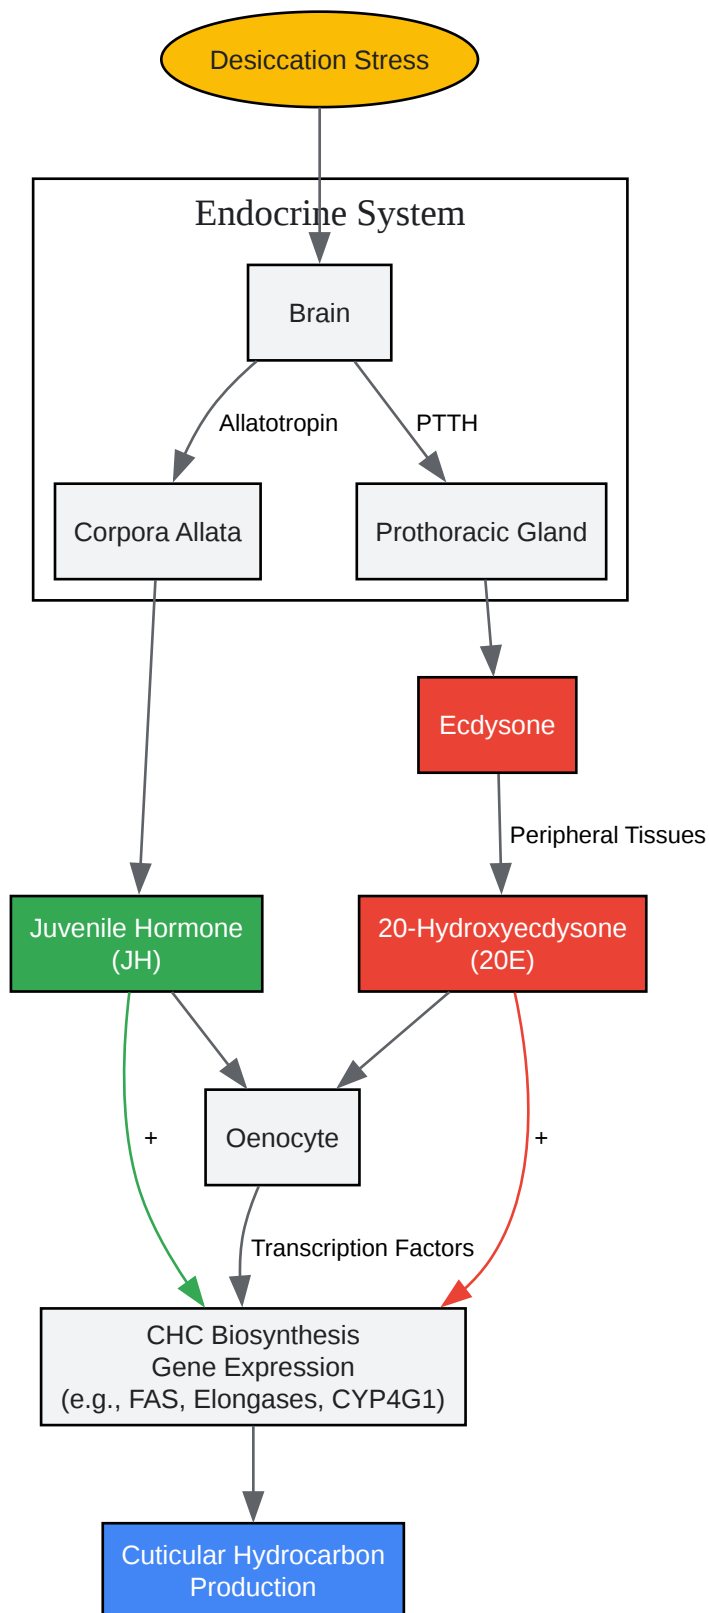 Desiccation Stress
Endocrine System
Brain
Allatotropin
PTTH
Corpora Allata
Prothoracic Gland
Ecdysone
Peripheral Tissues
Juvenile Hormone
(JH)
20-Hydroxyecdysone
(20E)
Oenocyte
+
+
Transcription Factors
CHC Biosynthesis
Gene Expression
(e.g., FAS, Elongases, CYP4G1)
Cuticular Hydrocarbon
Production